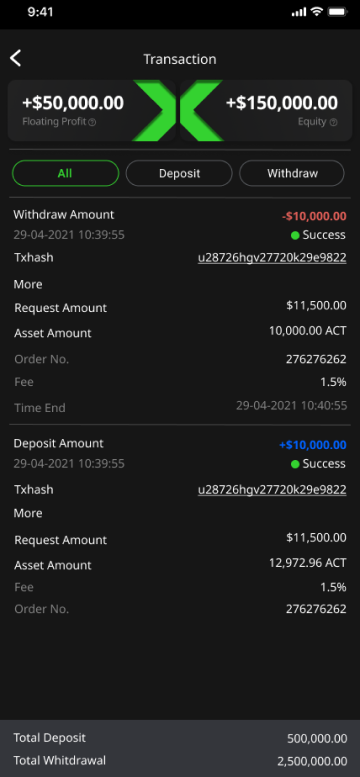 9:41
Transaction
+$50,000.00 +$150,000.00
Floating Profit Equity
All Deposit Withdraw
Withdraw Amount -$10,000.00
29-04-2021 10:39:55 Success
Txhash u28726hgv27720k29e9822
More
Request Amount $11,500.00
Asset Amount 10,000.00 ACT
Order No. 276276262
Fee 1.5%
Time End 29-04-2021 10:40:55
Deposit Amount +$10,000.00
29-04-2021 10:39:55 Success
Txhash u28726hgv27720k29e9822
More
Request Amount $11,500.00
Asset Amount 12,972.96 ACT
Fee 1.5%
Order No. 276276262
Total Deposit 500,000.00
Total Whitdrawal 2,500,000.00